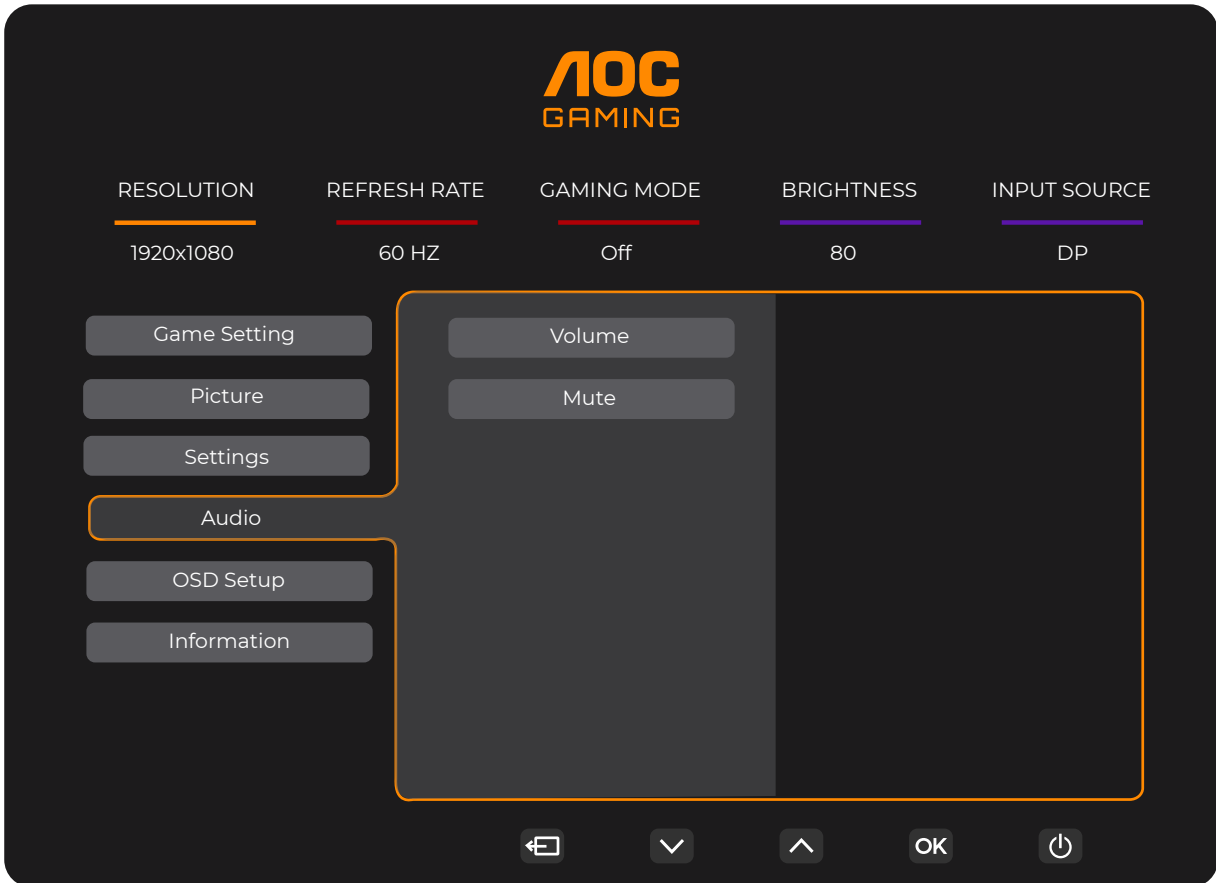 AOC
GAMING
RESOLUTION REFRESH RATE GAMING MODE BRIGHTNESS INPUT SOURCE
1920x1080 60 HZ Off 80 DP
Game Setting Volume
Picture Mute
Settings
Audio
OSD Setup
Information
OK